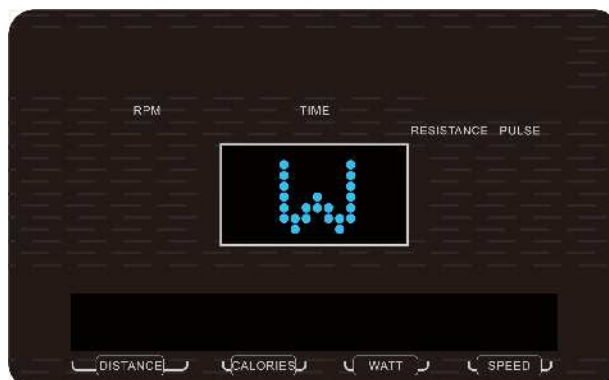 RPM TIME
RESISTANCE PULSE
W
DISTANCE CALORIES WATT SPEED